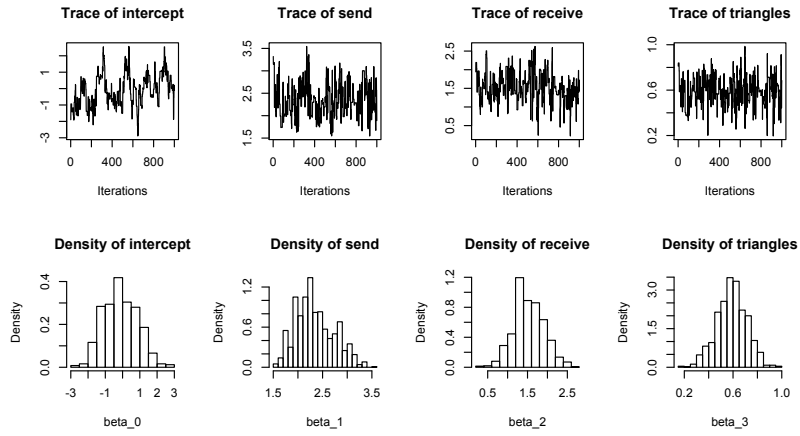 Trace of intercept
-3 -1 1
0 400 800
Iterations
Trace of send
1.5 2.5 3.5
0 400 800
Iterations
Trace of receive
0.5 1.5 2.5
0 400 800
Iterations
Trace of triangles
0.2 0.6 1.0
0 400 800
Iterations
Density of intercept
Density
0.0 0.2 0.4
-3 -1 1 2 3
beta_0
Density of send
Density
0.0 0.4 0.8 1.2
1.5 2.5 3.5
beta_1
Density of receive
Density
0.0 0.4 0.8 1.2
0.5 1.5 2.5
beta_2
Density of triangles
Density
0.0 1.5 3.0
0.2 0.6 1.0
beta_3